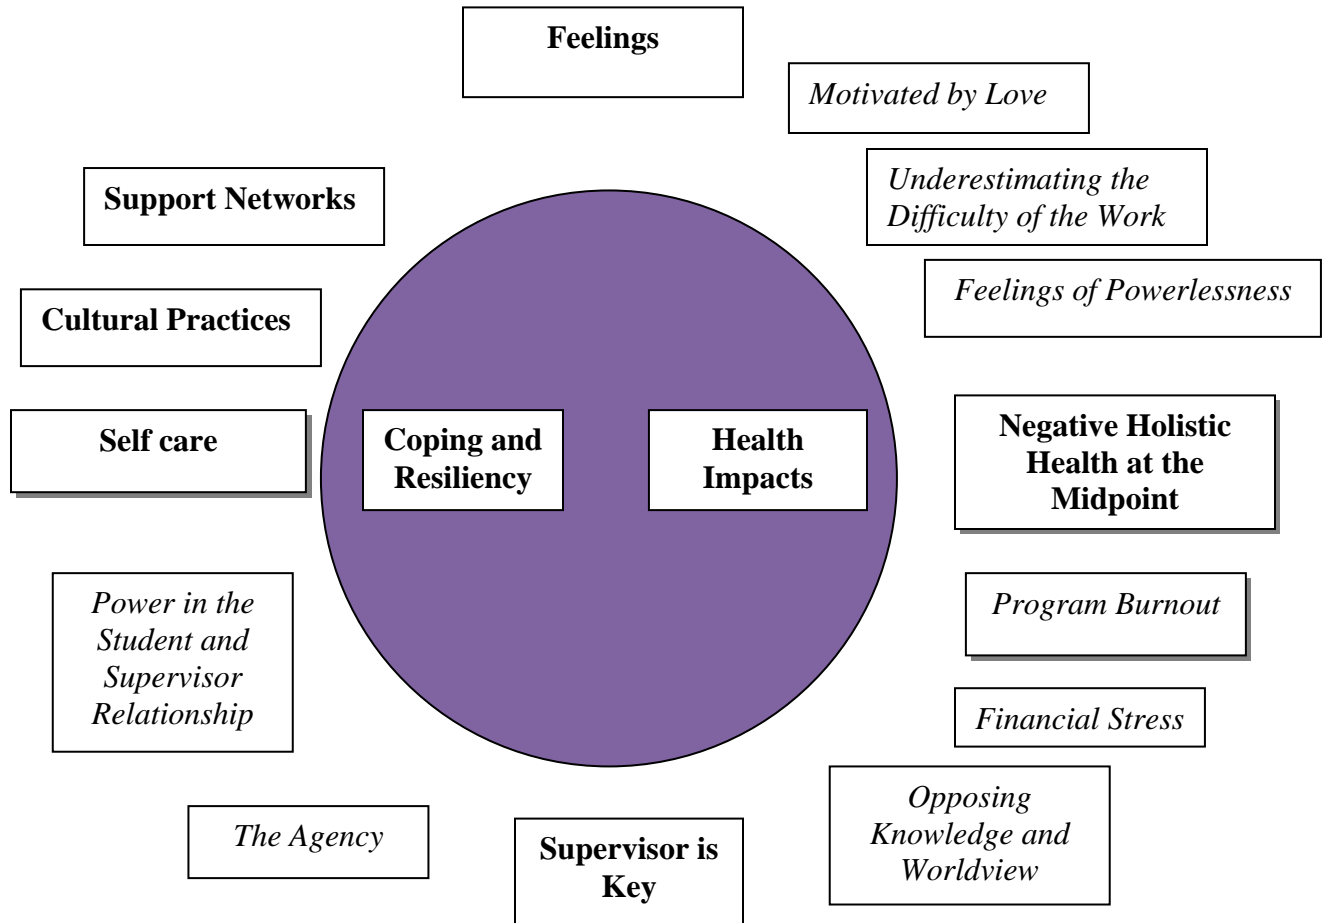 Feelings
Motivated by Love
Underestimating the
Difficulty of the Work
Support Networks
Feelings of Powerlessness
Cultural Practices
Self care
Coping and
Resiliency
Health
Impacts
Negative Holistic
Health at the
Midpoint
Power in the
Student and
Supervisor
Relationship
Program Burnout
Financial Stress
Opposing
Knowledge and
Worldview
The Agency
Supervisor is
Key